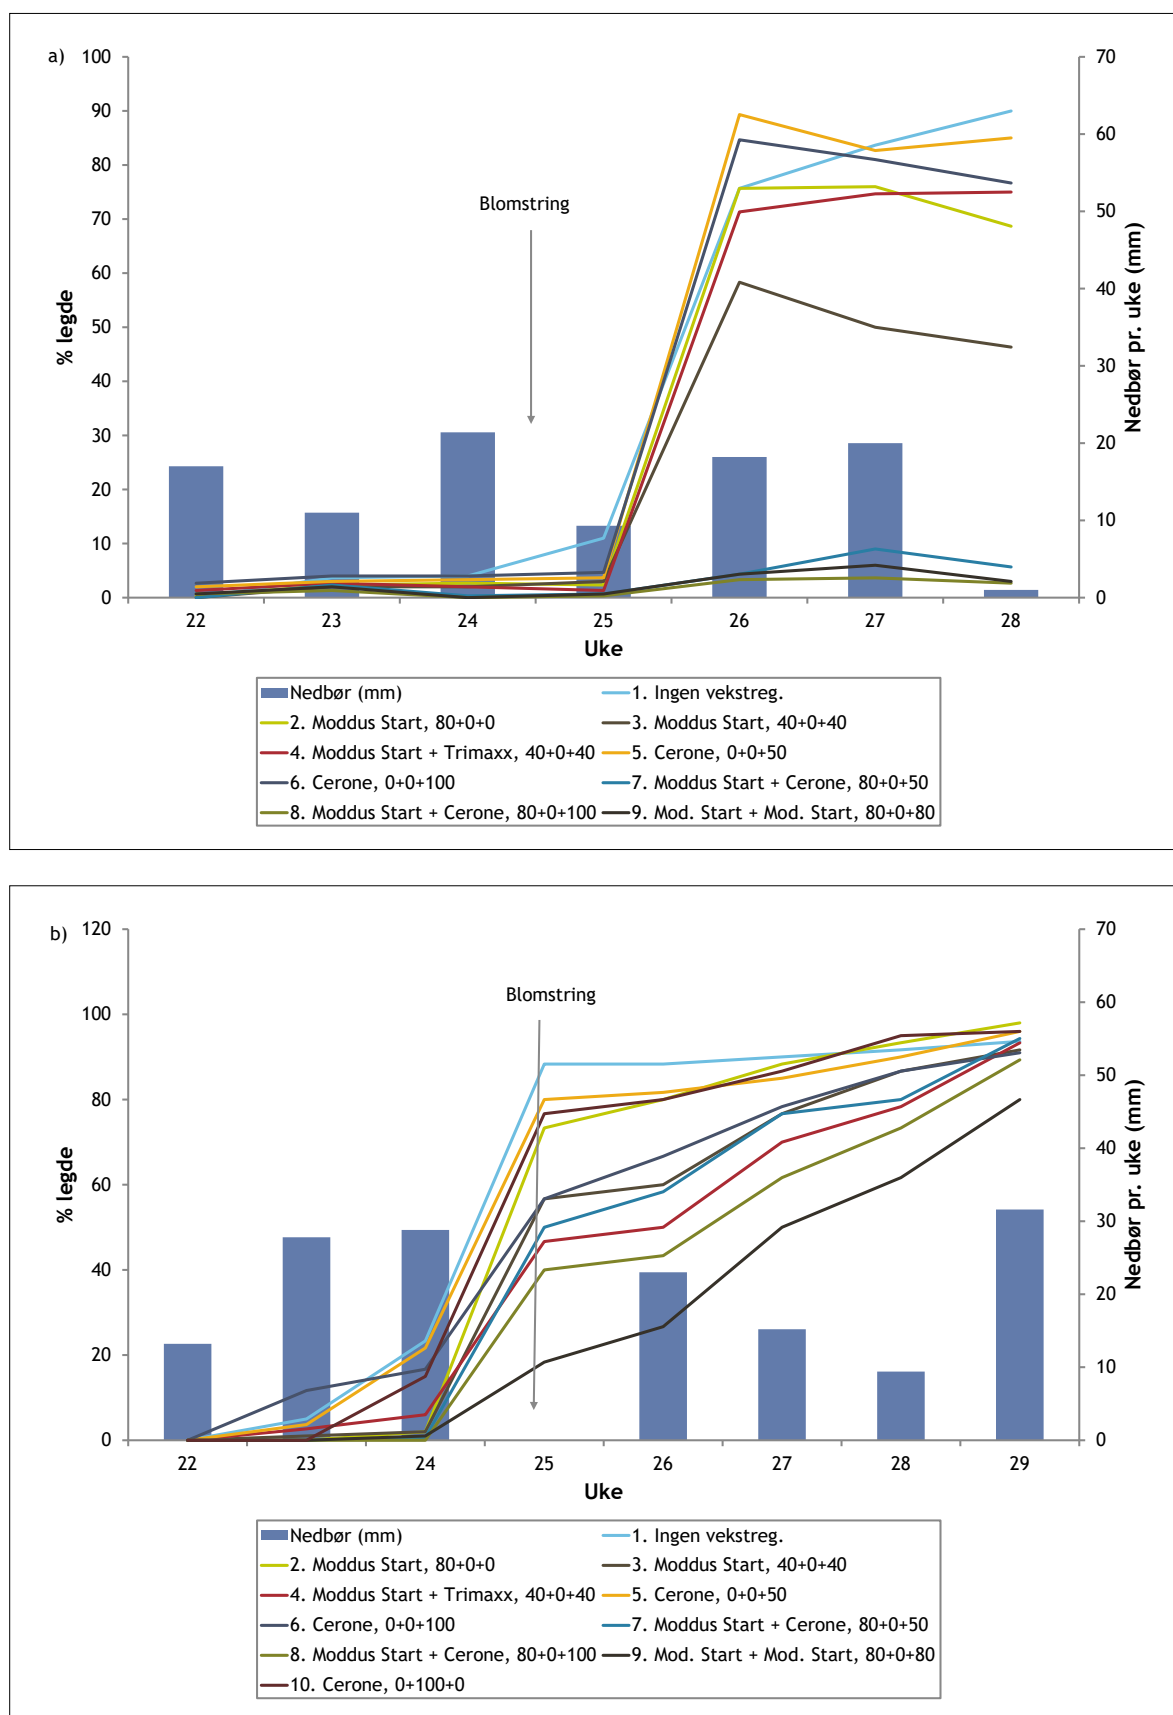 a)
100
90
80
70
60
50
40
30
20
10
0
% legde
70
60
50
40
30
20
10
0
Nedbør pr. uke (mm)
Blomstring
22 23 24 25 26 27 28
Uke
Nedbør (mm) 1. Ingen vekstreg.
2. Moddus Start, 80+0+0 3. Moddus Start, 40+0+40
4. Moddus Start + Trimaxx, 40+0+40 5. Cerone, 0+0+50
6. Cerone, 0+0+100 7. Moddus Start + Cerone, 80+0+50
8. Moddus Start + Cerone, 80+0+100 9. Mod. Start + Mod. Start, 80+0+80
b)
120
100
80
60
40
20
0
% legde
70
60
50
40
30
20
10
0
Nedbør pr. uke (mm)
Blomstring
22 23 24 25 26 27 28 29
Uke
Nedbør (mm) 1. Ingen vekstreg.
2. Moddus Start, 80+0+0 3. Moddus Start, 40+0+40
4. Moddus Start + Trimaxx, 40+0+40 5. Cerone, 0+0+50
6. Cerone, 0+0+100 7. Moddus Start + Cerone, 80+0+50
8. Moddus Start + Cerone, 80+0+100 9. Mod. Start + Mod. Start, 80+0+80
10. Cerone, 0+100+0